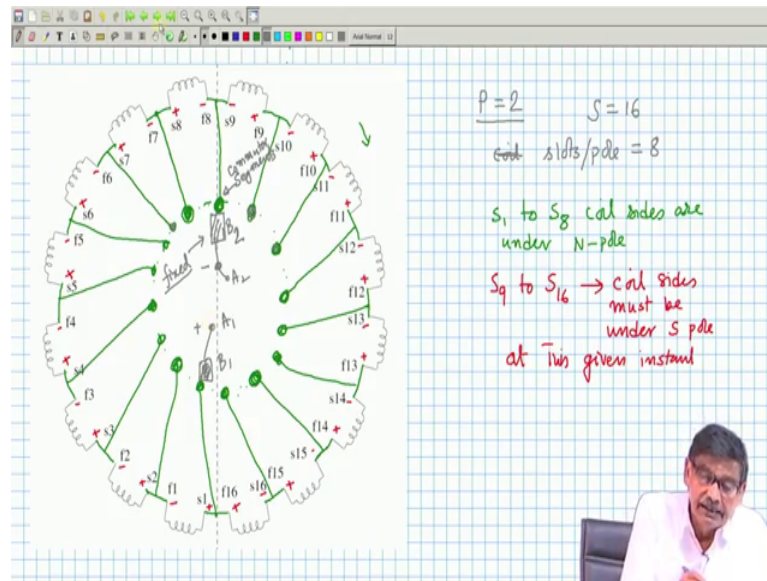 Arial Normal 12
f7
s8
f8
s9
f9
s10
s7
f6
f10
s11
s6
f5
f11
s12
s5
f4
f12
s13
s4
f3
f13
s14
s3
f2
f14
s15
s2
f1
s1
f16
s16
f15
Commutator
Segments
B2
fixed
A2
A1
B1
P = 2
S = 16
coil slots/pole = 8
S1 to S8 coil sides are
under N-pole
S9 to S16 → coil sides
must be
under S pole
at This given instant